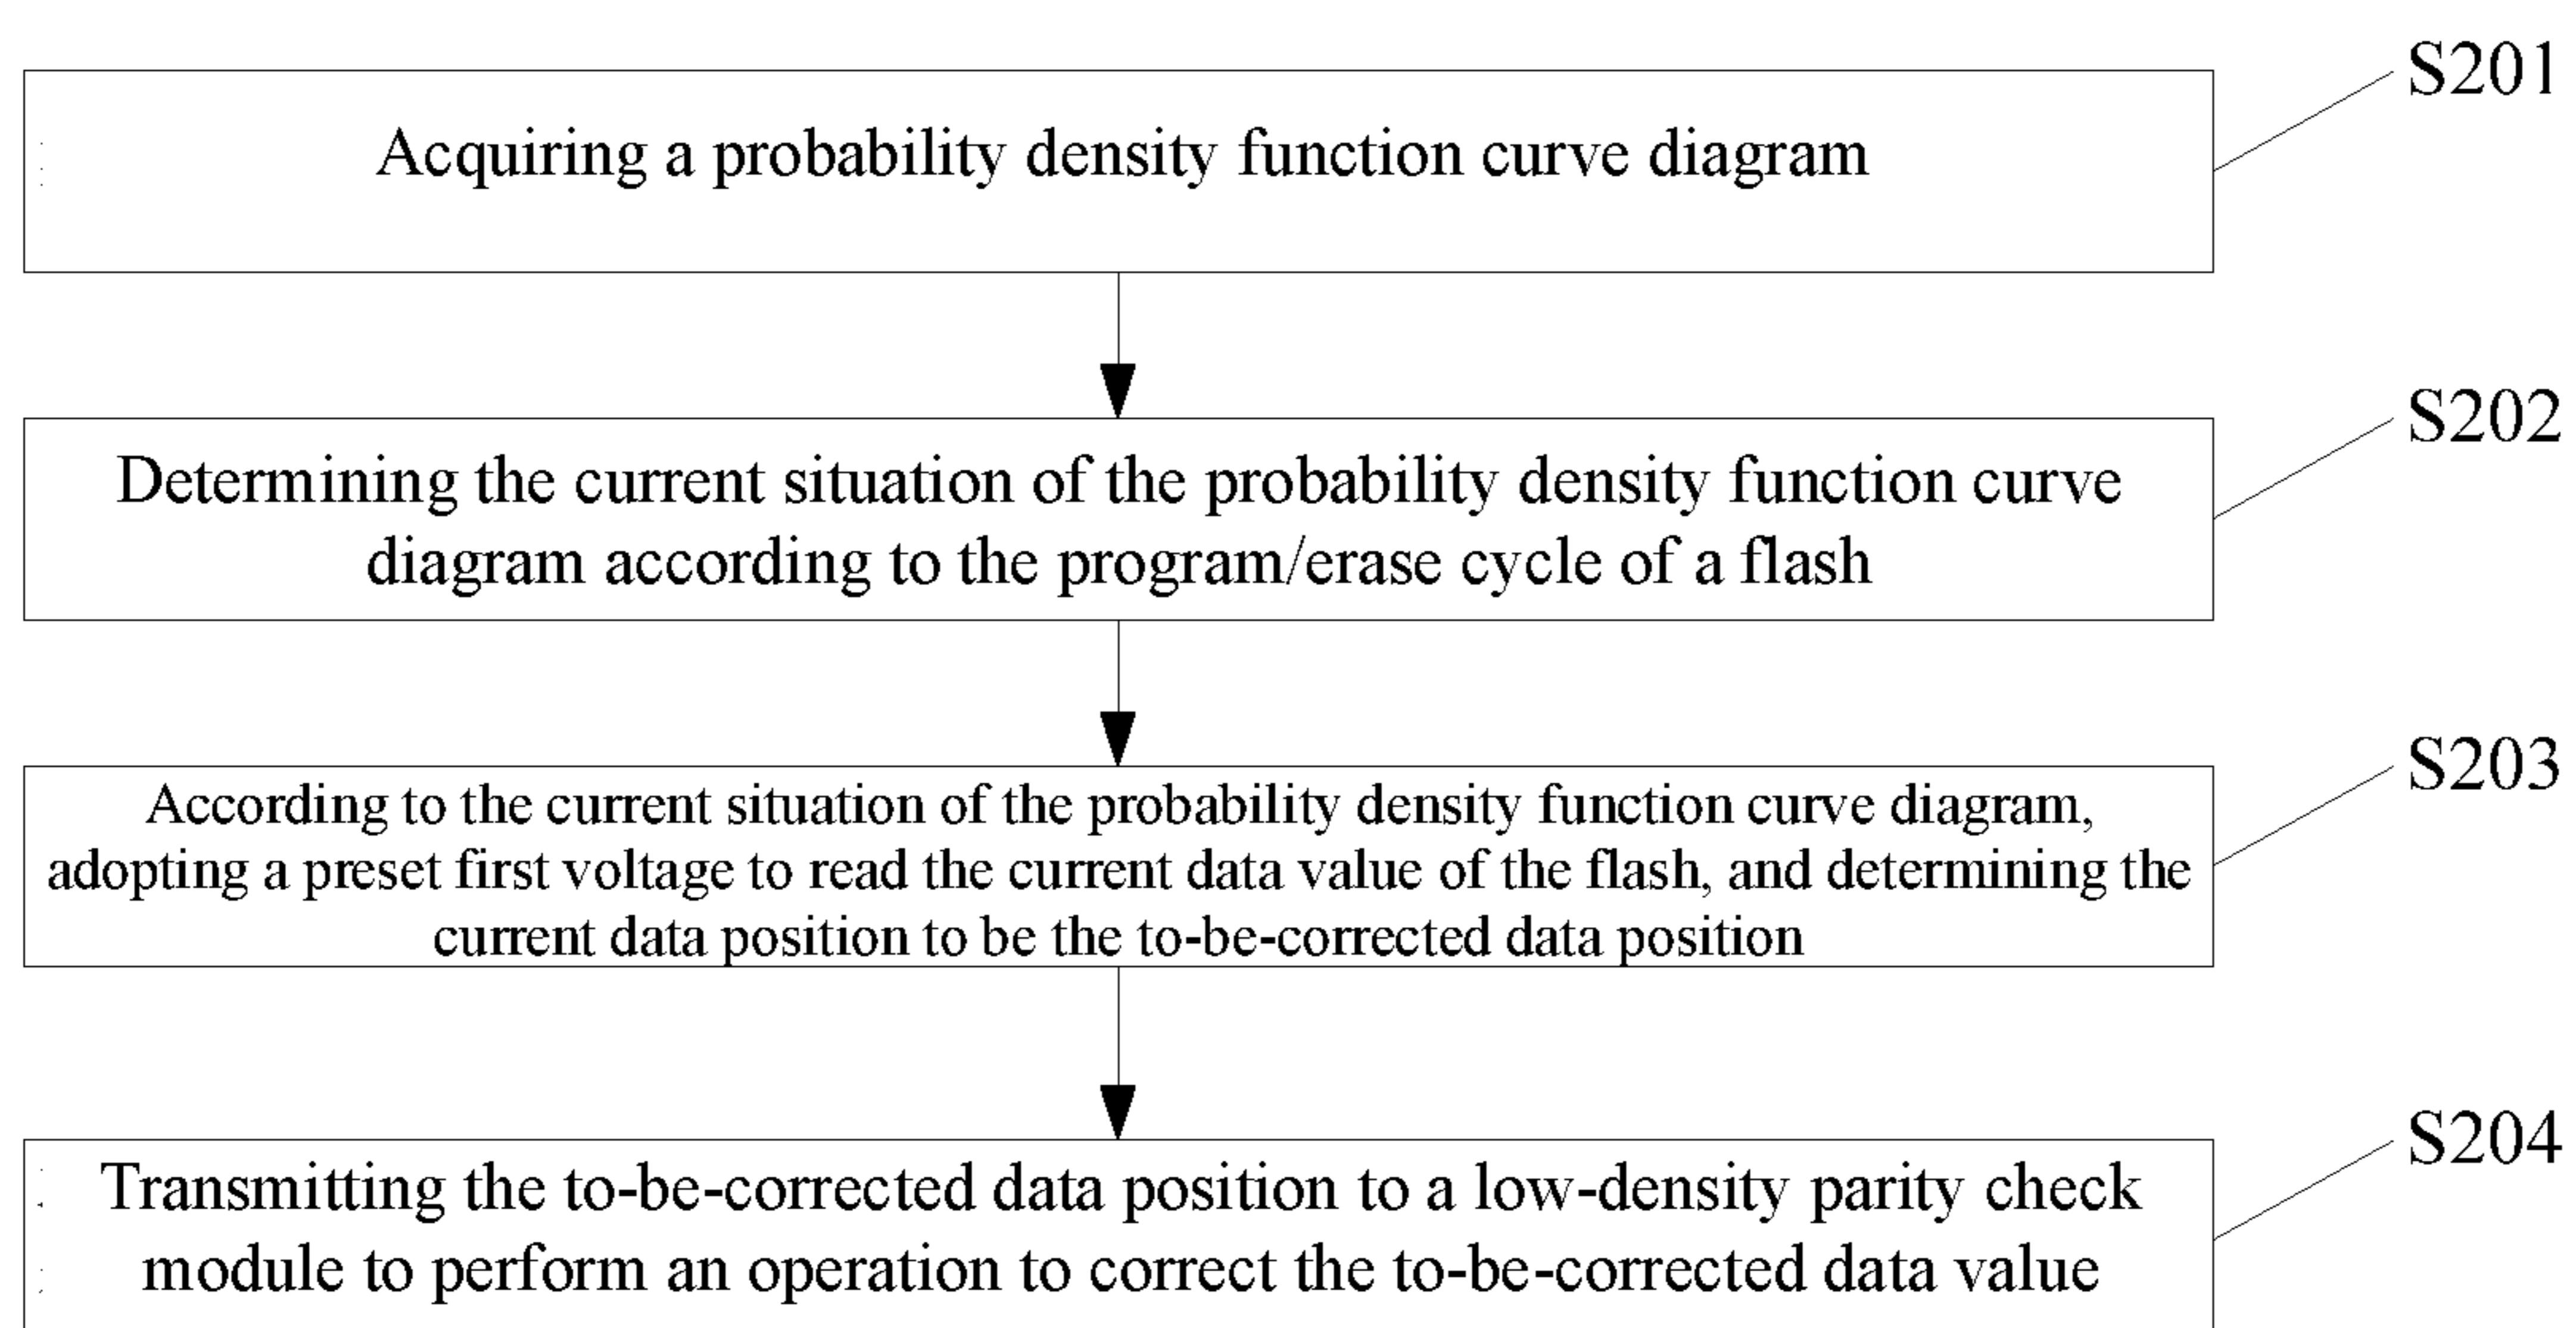 S201
Acquiring a probability density function curve diagram
S202
Determining the current situation of the probability density function curve
diagram according to the program/erase cycle of a flash
S203
According to the current situation of the probability density function curve diagram,
adopting a preset first voltage to read the current data value of the flash, and determining the
current data position to be the to-be-corrected data position
S204
Transmitting the to-be-corrected data position to a low-density parity check
module to perform an operation to correct the to-be-corrected data value